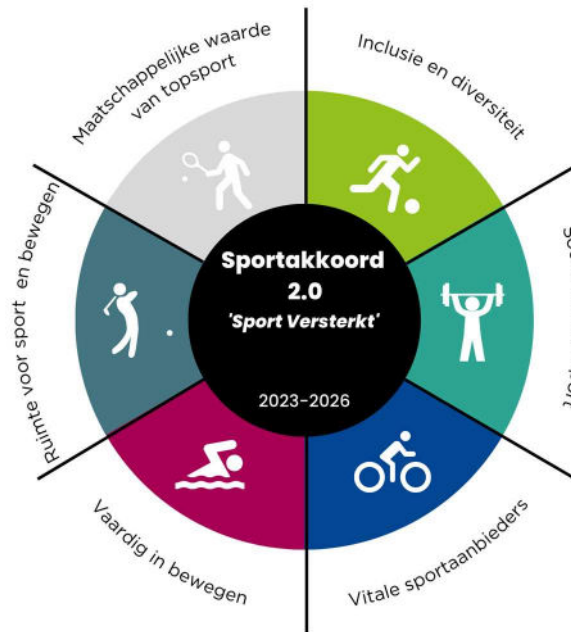 Maatschappelijke waarde
van topsport
Inclusie en diversiteit
Ruimte voor sport en bewegen
Sportakkoord
2.0
'Sport Versterkt'
2023-2026
Vaardig in bewegen
Vitale sportaanbieders